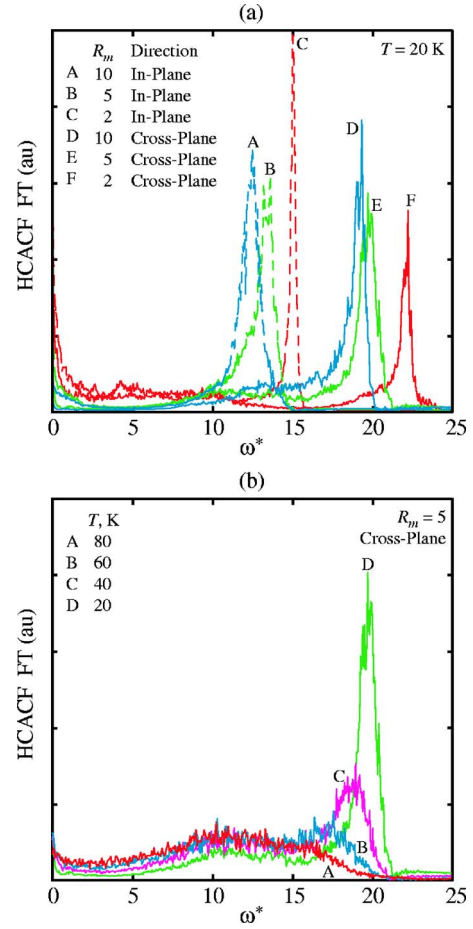 (a)
R_m Direction
A 10 In-Plane
B 5 In-Plane
C 2 In-Plane
D 10 Cross-Plane
E 5 Cross-Plane
F 2 Cross-Plane
T = 20 K
A
B
C
D
E
F
HCACF FT (au)
0 5 10 15 20 25
ω*
(b)
T, K
A 80
B 60
C 40
D 20
R_m = 5
Cross-Plane
D
C
B
A
HCACF FT (au)
0 5 10 15 20 25
ω*